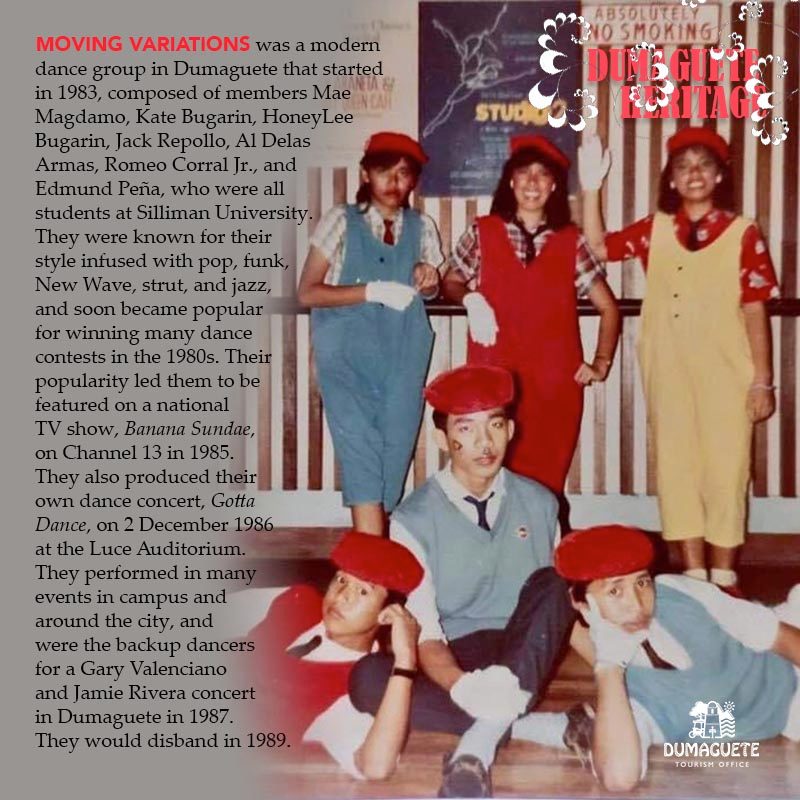 MOVING VARIATIONS was a modern
dance group in Dumaguete that started
in 1983, composed of members Mae
Magdamo, Kate Bugarin, HoneyLee
Bugarin, Jack Repollo, Al Delas
Armas, Romeo Corral Jr., and
Edmund Peña, who were all
students at Silliman University.
They were known for their
style infused with pop, funk,
New Wave, strut, and jazz,
and soon became popular
for winning many dance
contests in the 1980s. Their
popularity led them to be
featured on a national
TV show, Banana Sundae,
on Channel 13 in 1985.
They also produced their
own dance concert, Gotta
Dance, on 2 December 1986
at the Luce Auditorium.
They performed in many
events in campus and
around the city, and
were the backup dancers
for a Gary Valenciano
and Jamie Rivera concert
in Dumaguete in 1987.
They would disband in 1989.
ABSOLUTELY
NO SMOKING
DUMAGUETE
HERITAGE
STUDIO
DUMAGUETE
TOURISM OFFICE